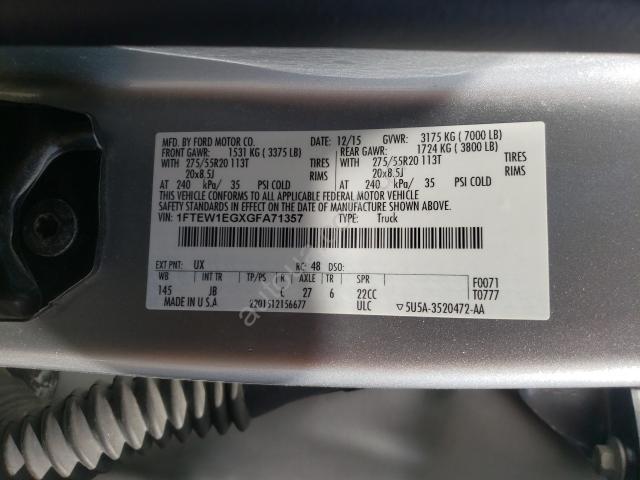 MFD. BY FORD MOTOR CO. DATE: 12/15 GVWR: 3175 KG ( 7000 LB)
FRONT GAWR: 1531 KG (3375 LB) REAR GAWR: 1724 KG (3800 LB)
WITH 275/55R20 113T TIRES WITH 275/55R20 113T TIRES
20x8.5J RIMS 20x8.5J RIMS
AT 240 kPa/ 35 PSI COLD AT 240 kPa/ 35 PSI COLD
THIS VEHICLE CONFORMS TO ALL APPLICABLE FEDERAL MOTOR VEHICLE
SAFETY STANDARDS IN EFFECT ON THE DATE OF MANUFACTURE SHOWN ABOVE.
VIN: 1FTEW1EGXGFA71357 TYPE: Truck
EXT PNT: UX RC: 48 DSO:
WB INT TR TP/PS R AXLE TR SPR F0071
145 JB C 27 6 22CC T0777
MADE IN U.S.A 2201512156677 ULC 5U5A-3520472-AA